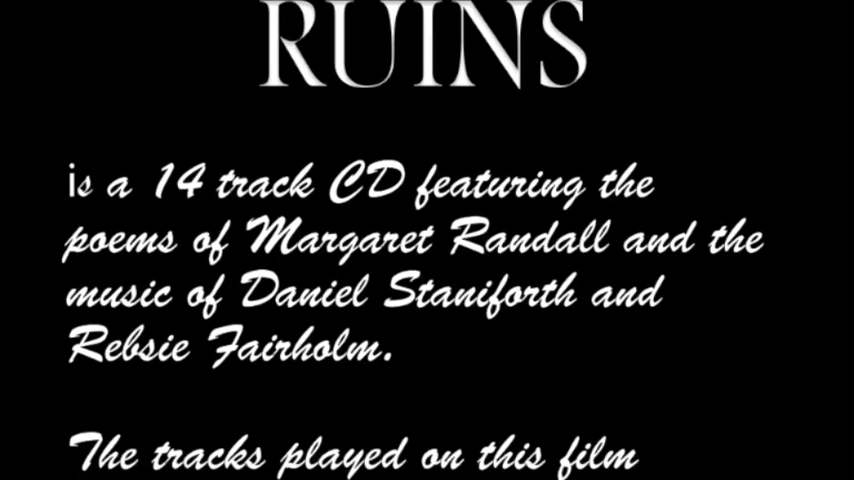 RUINS
is a 14 track CD featuring the
poems of Margaret Randall and the
music of Daniel Staniforth and
Rebsie Fairholm.
The tracks played on this film